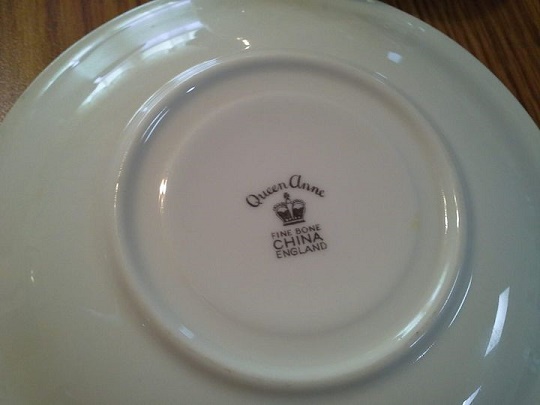 Queen Anne
FINE BONE
CHINA
ENGLAND